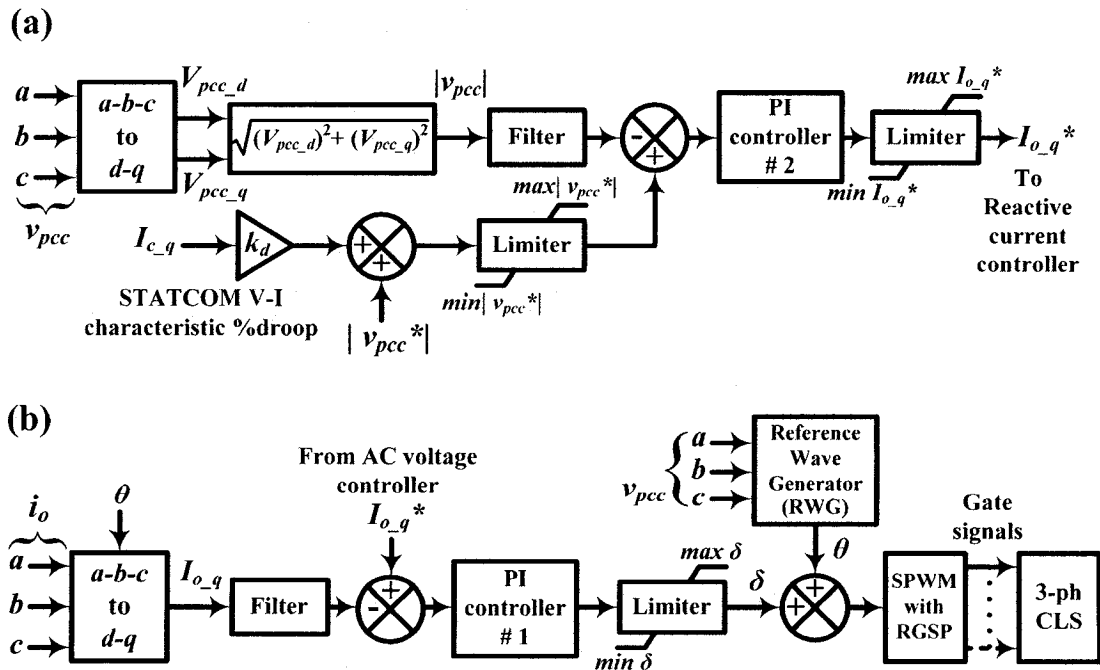 (a)
a
b
c
v_pcc
a-b-c
to
d-q
V_pcc_d
V_pcc_q
√((V_pcc_d)² + (V_pcc_q)²)
|v_pcc|
Filter
-
+
PI
controller
# 2
max I_o_q*
Limiter
min I_o_q*
I_o_q*
To
Reactive
current
controller
I_c_q
k_d
STATCOM V-I
characteristic %droop
+
+
| v_pcc*|
max| v_pcc*|
Limiter
min| v_pcc*|
(b)
i_o
a
b
c
θ
a-b-c
to
d-q
I_o_q
Filter
From AC voltage
controller
I_o_q*
+
-
PI
controller
# 1
max δ
Limiter
min δ
δ
v_pcc
a
b
c
Reference
Wave
Generator
(RWG)
θ
+
+
SPWM
with
RGSP
Gate
signals
3-ph
CLS